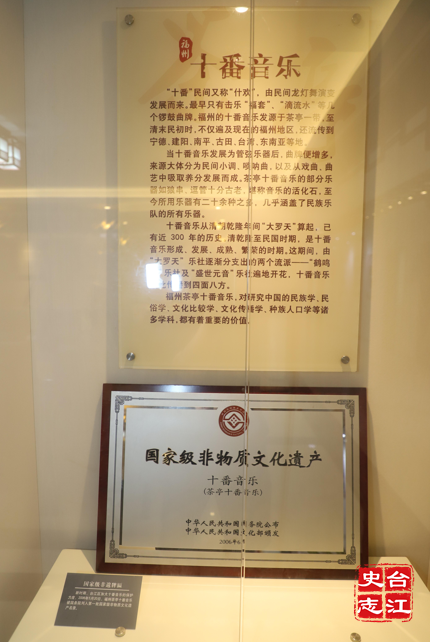 福州
十番音乐
“十番”民间又称“什欢”，由民间龙灯舞演变
发展而来。最早只有击乐“福套”、“滴流水”等几
个锣鼓曲牌。福州的十番音乐发源于茶亭一带，至
清末民初时，不仅遍及现在的福州地区，还流传到
宁德、建阳、南平、古田、台湾、东南亚等地。
当十番音乐发展为管弦乐器后，曲牌便增多，
来源大体分为民间小调、唢呐曲，以及从戏曲、曲
艺中吸取养分发展而成。茶亭十番音乐的部分乐
器如狼串、逗管十分古老，堪称音乐的活化石，至
今所用乐器有二十余种之多，几乎涵盖了民族乐
队的所有乐器。
十番音乐从清朝乾隆年间“大罗天”算起，已
有近 300 年的历史，清乾隆至民国时期，是十番
音乐形成、发展、成熟、繁荣的时期，这期间，由
“大罗天”乐社逐渐分支出的两个流派——“鹤鸣
乐社及“盛世元音”乐社遍地开花，十番音乐
到四面八方。
福州茶亭十番音乐，对研究中国的民族学、民
俗学、文化比较学、文化传播学、种族人口学等诸
多学科，都有着重要的价值。
国家级非物质文化遗产
十番音乐
(茶亭十番音乐)
中华人民共和国国务院公布
中华人民共和国文化部颁发
2006年6月
国家级非遗牌匾
台江
史志